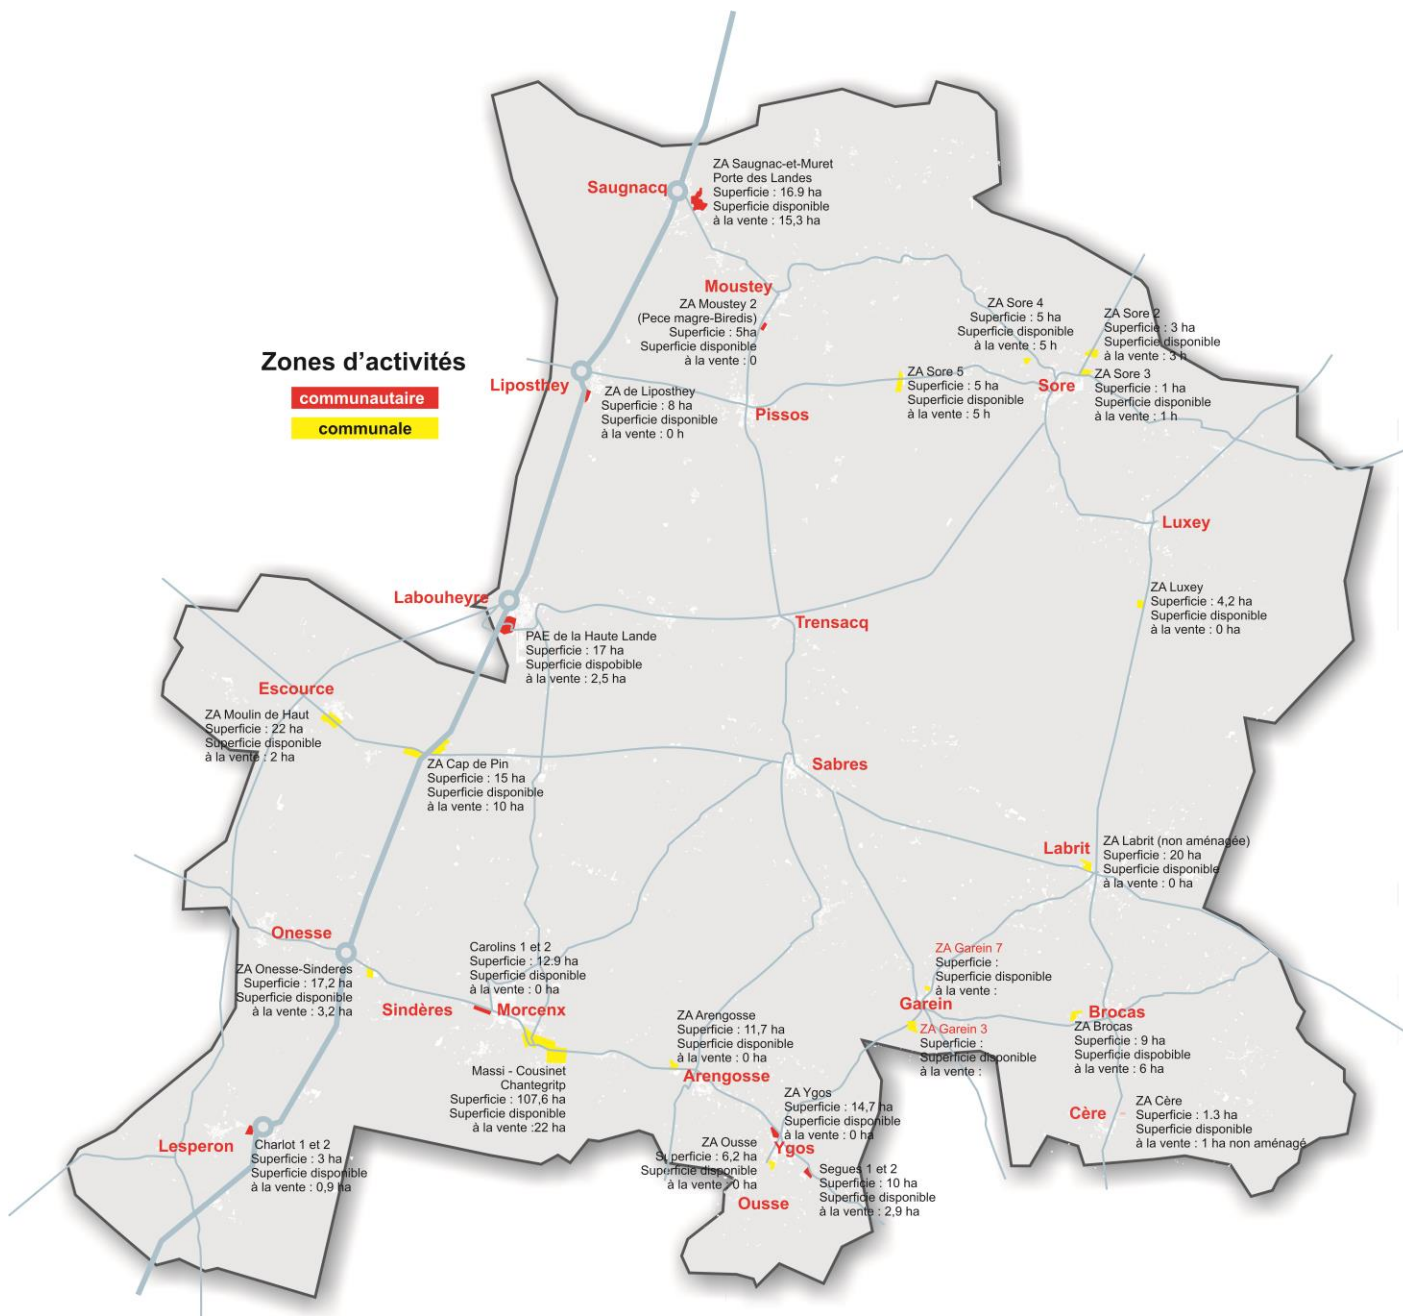 Saugnacq
ZA Saugnac-et-Muret
Porte des Landes
Superficie : 16.9 ha
Superficie disponible
à la vente : 15,3 ha
Moustey
ZA Moustey 2
(Pece magre-Biredis)
Superficie : 5ha
Superficie disponible
à la vente : 0
ZA Sore 4
Superficie : 5 ha
Superficie disponible
à la vente : 5 h
ZA Sore 2
Superficie : 3 ha
Superficie disponible
à la vente : 3 h
Zones d'activités
communautaire
communale
Liposthey
ZA de Liposthey
Superficie : 8 ha
Superficie disponible
à la vente : 0 h
Pissos
ZA Sore 5
Superficie : 5 ha
Superficie disponible
à la vente : 5 h
Sore
ZA Sore 3
Superficie : 1 ha
Superficie disponible
à la vente : 1 h
Luxey
ZA Luxey
Superficie : 4,2 ha
Superficie disponible
à la vente : 0 ha
Labouheyre
PAE de la Haute Lande
Superficie : 17 ha
Superficie dispobible
à la vente : 2,5 ha
Trensacq
Escource
ZA Moulin de Haut
Superficie : 22 ha
Superficie disponible
à la vente : 2 ha
ZA Cap de Pin
Superficie : 15 ha
Superficie disponible
à la vente : 10 ha
Sabres
Labrit
ZA Labrit (non aménagée)
Superficie : 20 ha
Superficie disponible
à la vente : 0 ha
Onesse
ZA Onesse-Sinderes
Superficie : 17,2 ha
Superficie disponible
à la vente : 3,2 ha
Sindères
Carolins 1 et 2
Superficie : 12.9 ha
Superficie disponible
à la vente : 0 ha
Morcenx
Massi - Cousinet
Chantegritp
Superficie : 107,6 ha
Superficie disponible
à la vente :22 ha
ZA Arengosse
Superficie : 11,7 ha
Superficie disponible
à la vente : 0 ha
Arengosse
ZA Garein 7
Superficie :
Superficie disponible
à la vente :
Garein
ZA Garein 3
Superficie :
Superficie disponible
à la vente :
Brocas
ZA Brocas
Superficie : 9 ha
Superficie dispobible
à la vente : 6 ha
Cère
ZA Cère
Superficie : 1.3 ha
Superficie disponible
à la vente : 1 ha non aménagé
Lesperon
Charlot 1 et 2
Superficie : 3 ha
Superficie disponible
à la vente : 0,9 ha
ZA Ygos
Superficie : 14,7 ha
Superficie disponible
à la vente : 0 ha
Ygos
ZA Ousse
Superficie : 6,2 ha
Superficie disponible
à la vente : 0 ha
Ousse
Segues 1 et 2
Superficie : 10 ha
Superficie disponible
à la vente : 2,9 ha